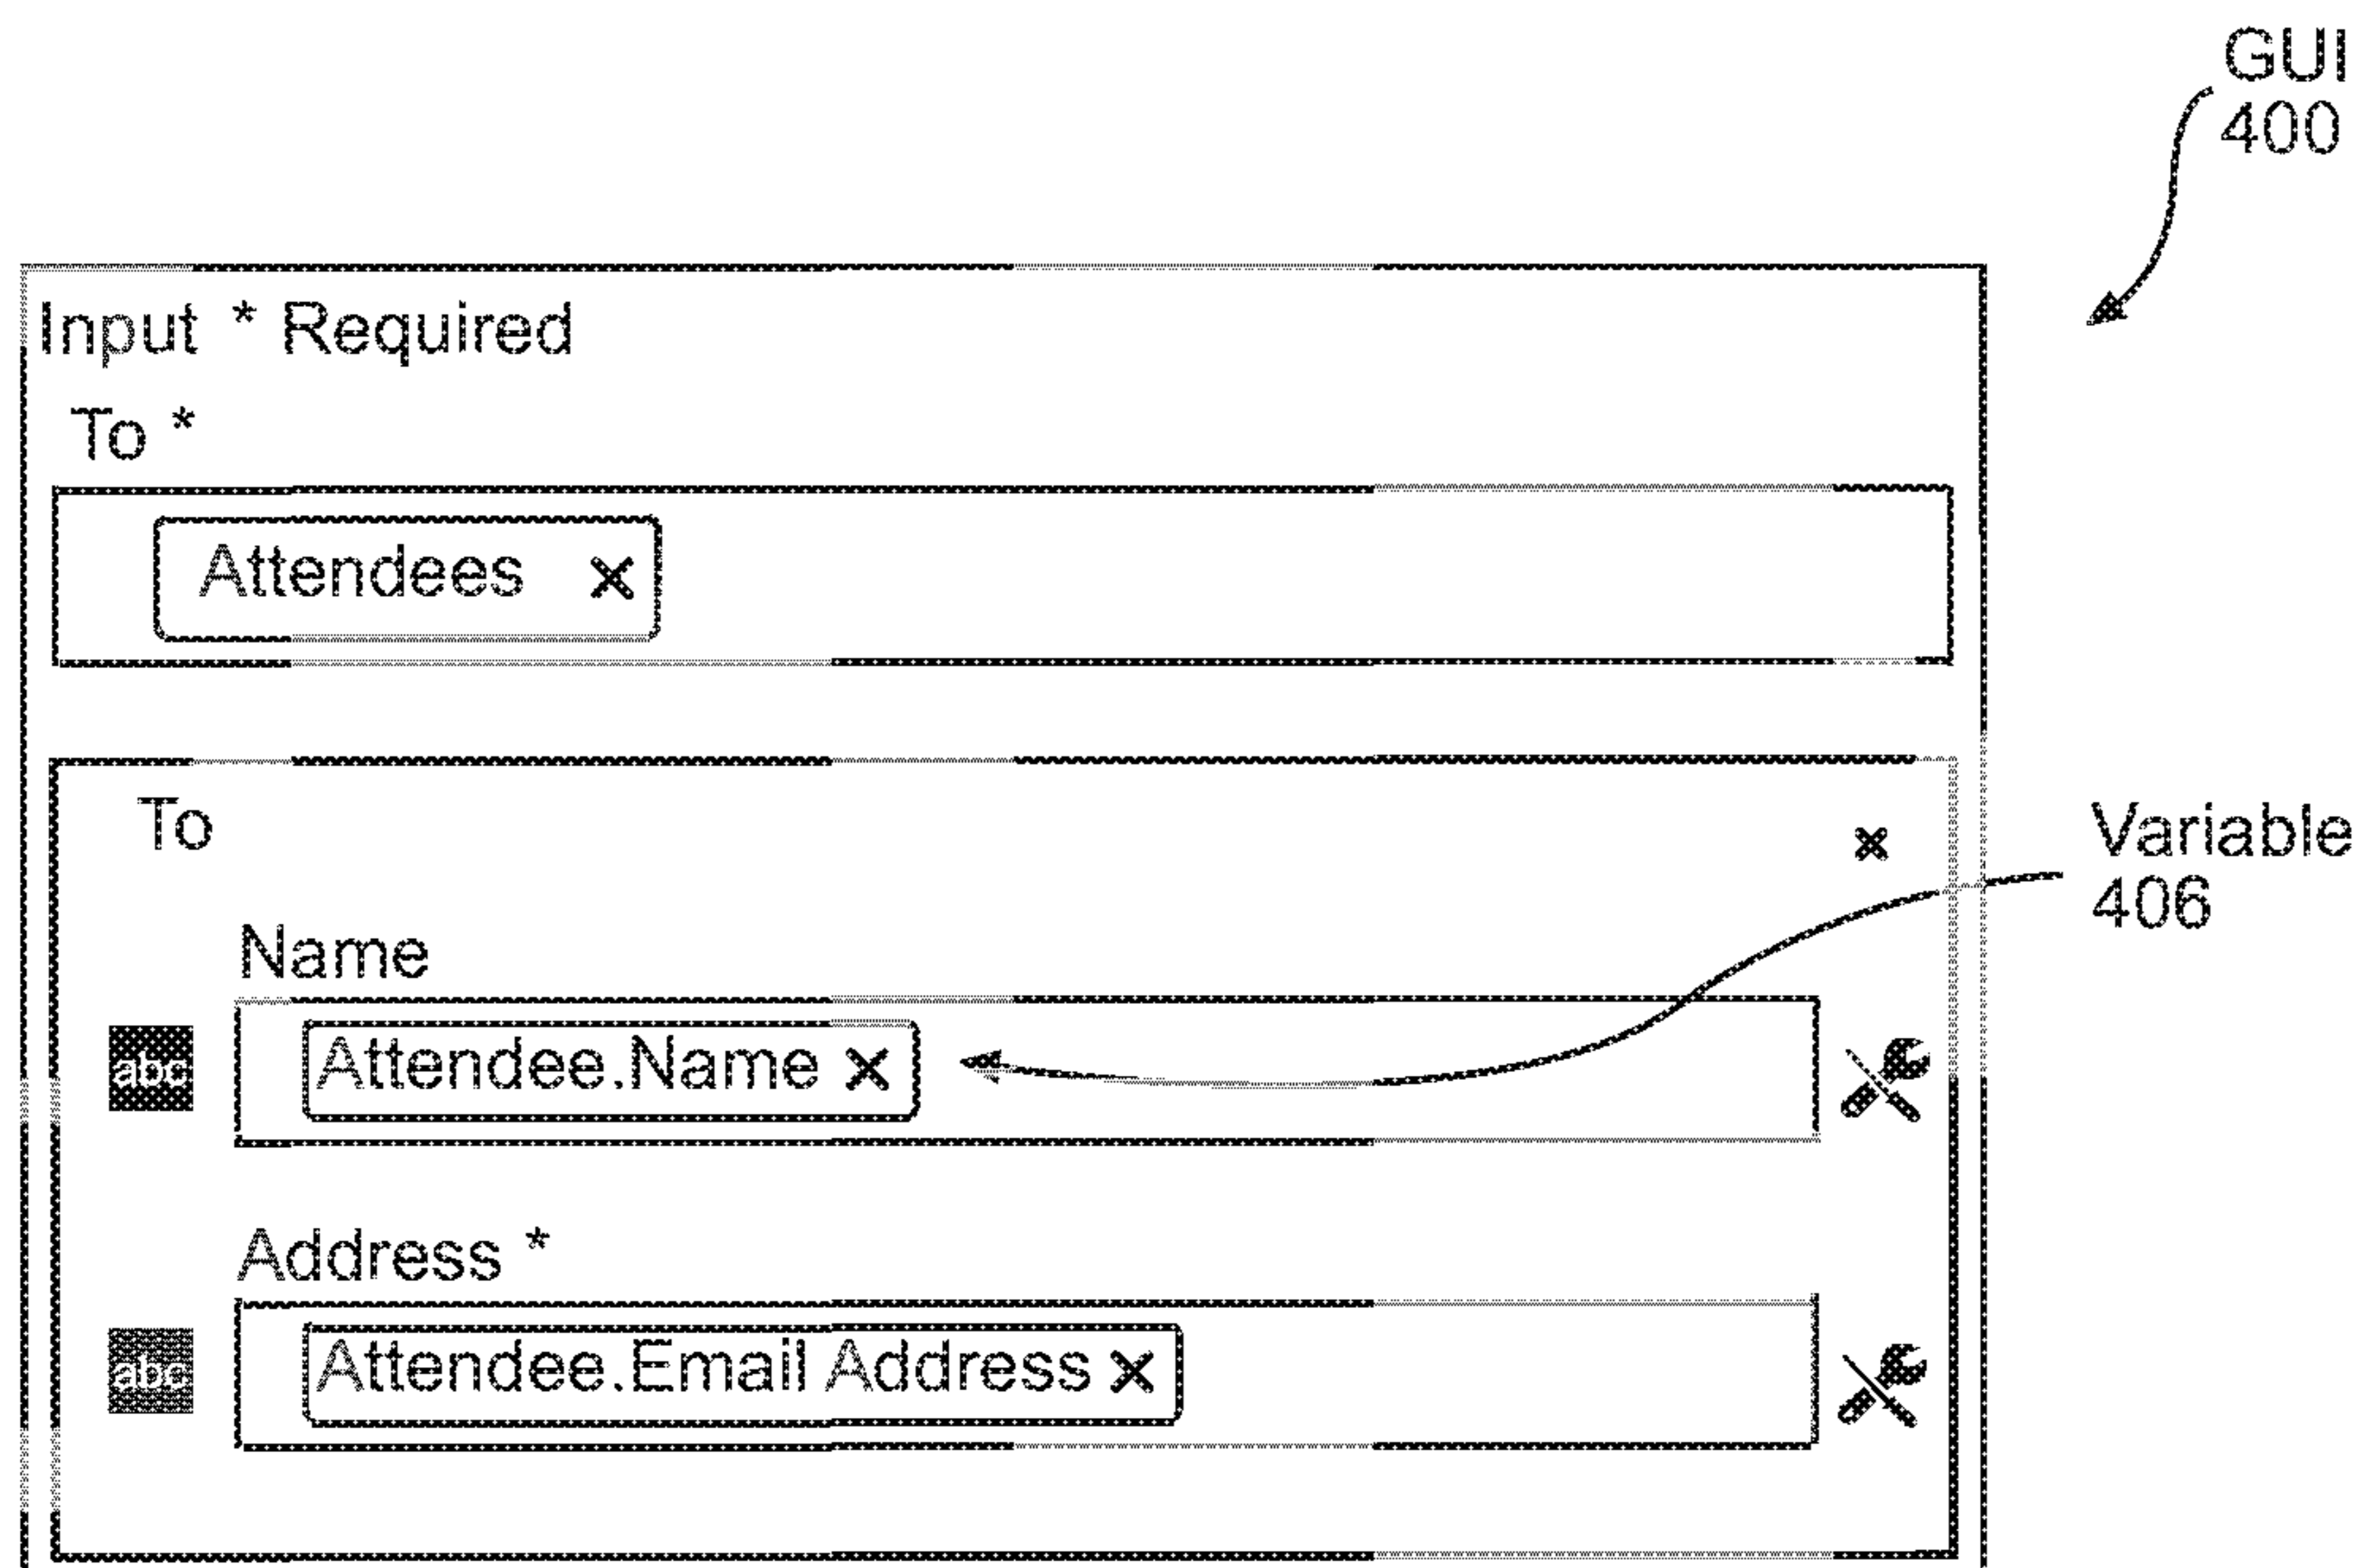 GUI
400
Input * Required
To *
Attendees ×
To ×
Variable
406
Name
abc Attendee.Name ×
Address *
abc Attendee.Email Address ×